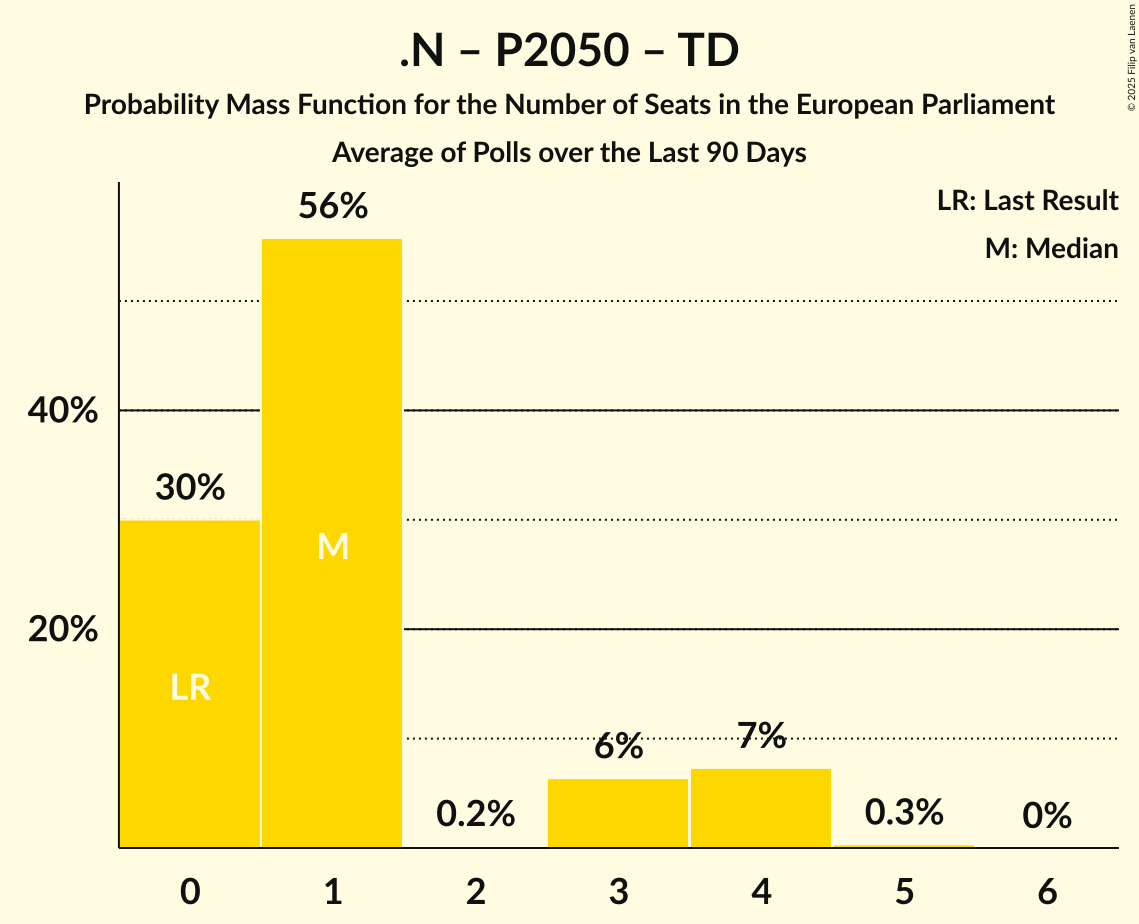 .N – P2050 – TD
Probability Mass Function for the Number of Seats in the European Parliament
Average of Polls over the Last 90 Days
© 2025 Filip van Laenen
LR: Last Result
M: Median
56%
40%
30%
M
20%
LR
6%
7%
0.2%
0.3%
0%
0 1 2 3 4 5 6